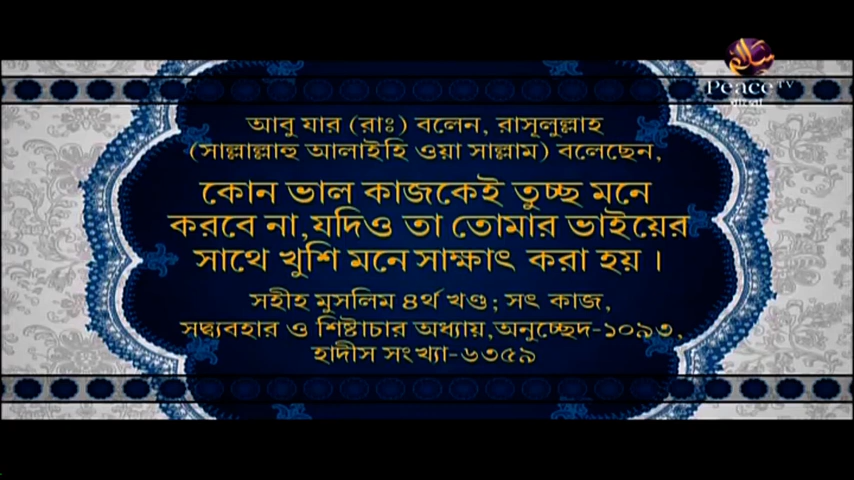 سلام
Peace TV
বাংলা
আবু যার (রাঃ) বলেন, রাসূলুল্লাহ
(সাল্লাল্লাহু আলাইহি ওয়া সাল্লাম) বলেছেন,
কোন ভাল কাজকেই তুচ্ছ মনে
করবে না,যদিও তা তোমার ভাইয়ের
সাথে খুশি মনে সাক্ষাৎ করা হয় ।
সহীহ মুসলিম ৪র্থ খণ্ড; সৎ কাজ,
সদ্ব্যবহার ও শিষ্টাচার অধ্যায়,অনুচ্ছেদ-১০৯৩,
হাদীস সংখ্যা-৬৩৫৯